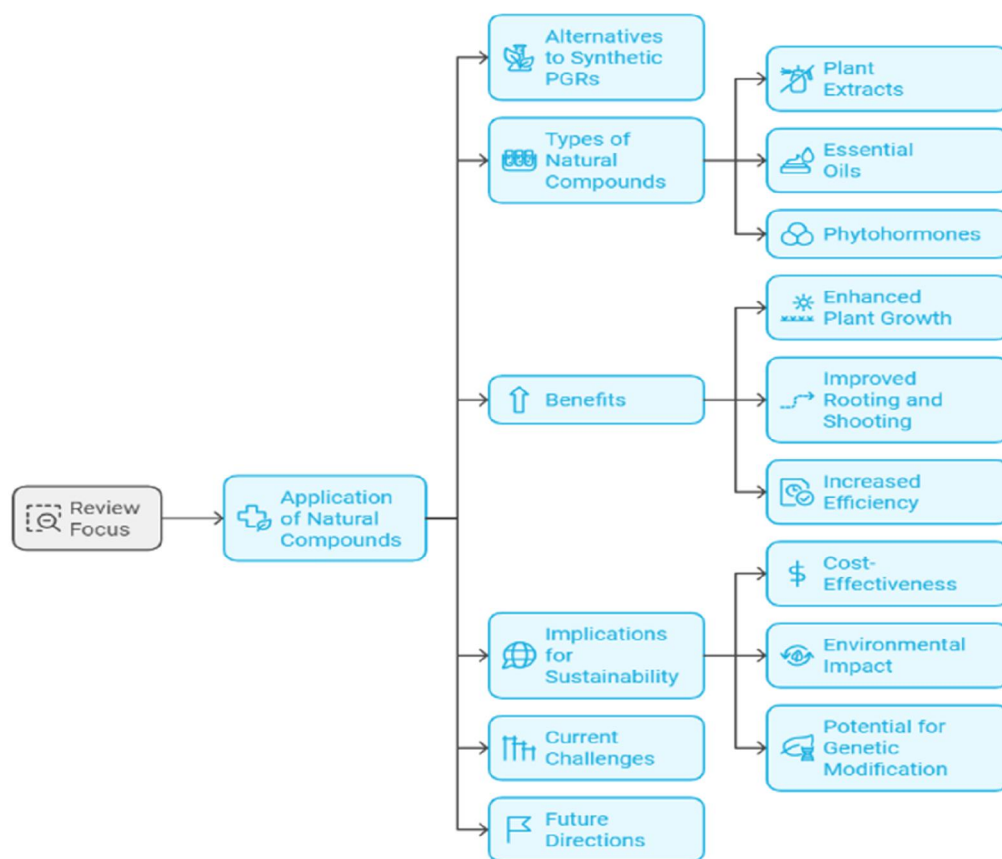 Review
Focus
Application
of Natural
Compounds
Alternatives
to Synthetic
PGRs
Types of
Natural
Compounds
Plant
Extracts
Essential
Oils
Phytohormones
Benefits
Enhanced
Plant Growth
Improved
Rooting and
Shooting
Increased
Efficiency
Implications
for
Sustainability
Cost-
Effectiveness
Environmental
Impact
Potential for
Genetic
Modification
Current
Challenges
Future
Directions